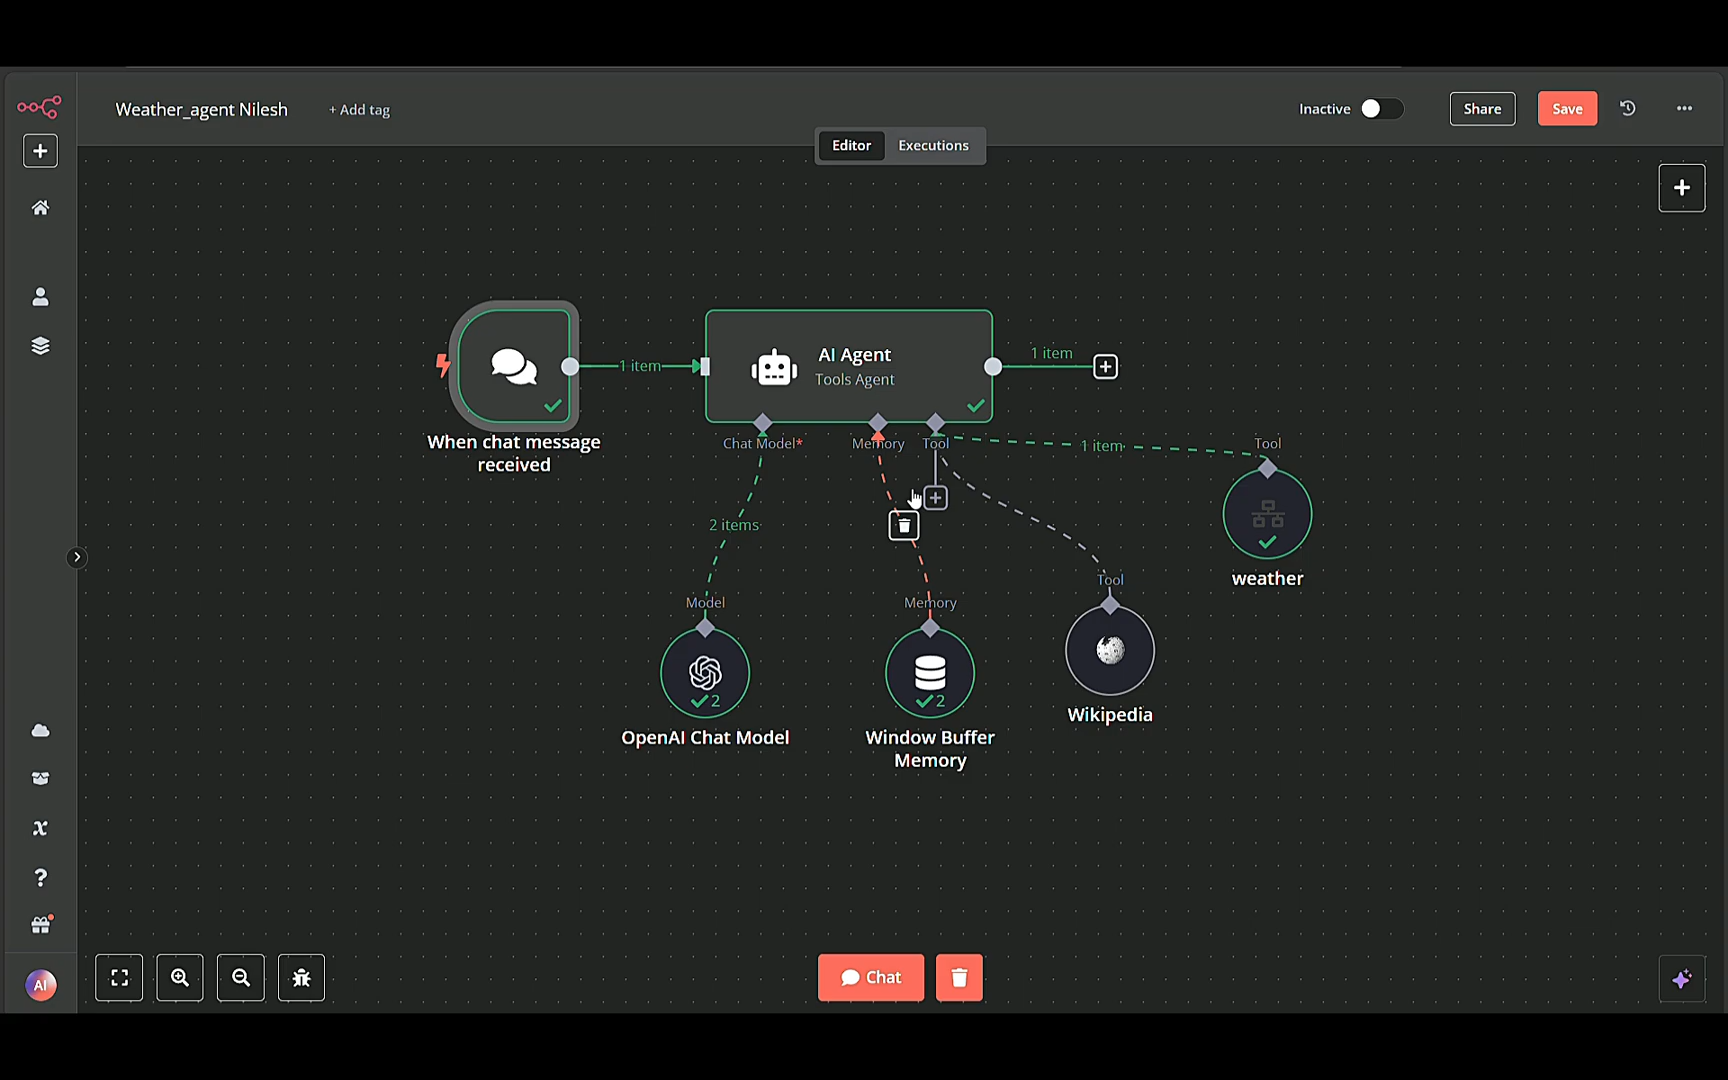 Weather_agent Nilesh
+ Add tag
Inactive
Share
Save
Editor
Executions
1 item
AI Agent
Tools Agent
1 item
When chat message
received
Chat Model*
Memory
Tool
1 item
Tool
2 items
weather
Tool
Model
Memory
2
2
Wikipedia
OpenAI Chat Model
Window Buffer
Memory
x
?
Chat
AI